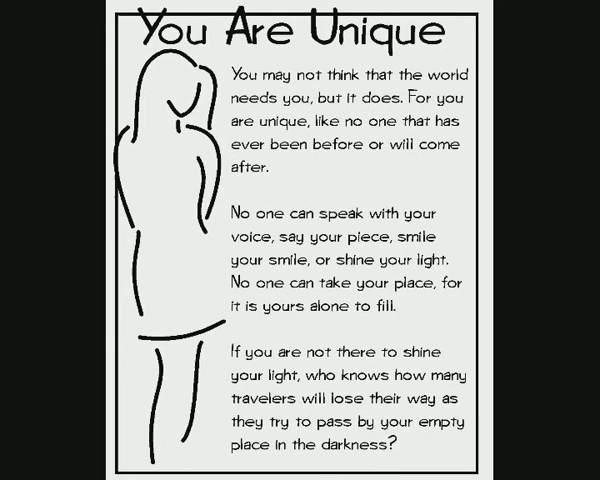 You Are Unique
You may not think that the world
needs you, but it does. For you
are unique, like no one that has
ever been before or will come
after.
No one can speak with your
voice, say your piece, smile
your smile, or shine your light.
No one can take your place, for
it is yours alone to fill.
If you are not there to shine
your light, who knows how many
travelers will lose their way as
they try to pass by your empty
place in the darkness?